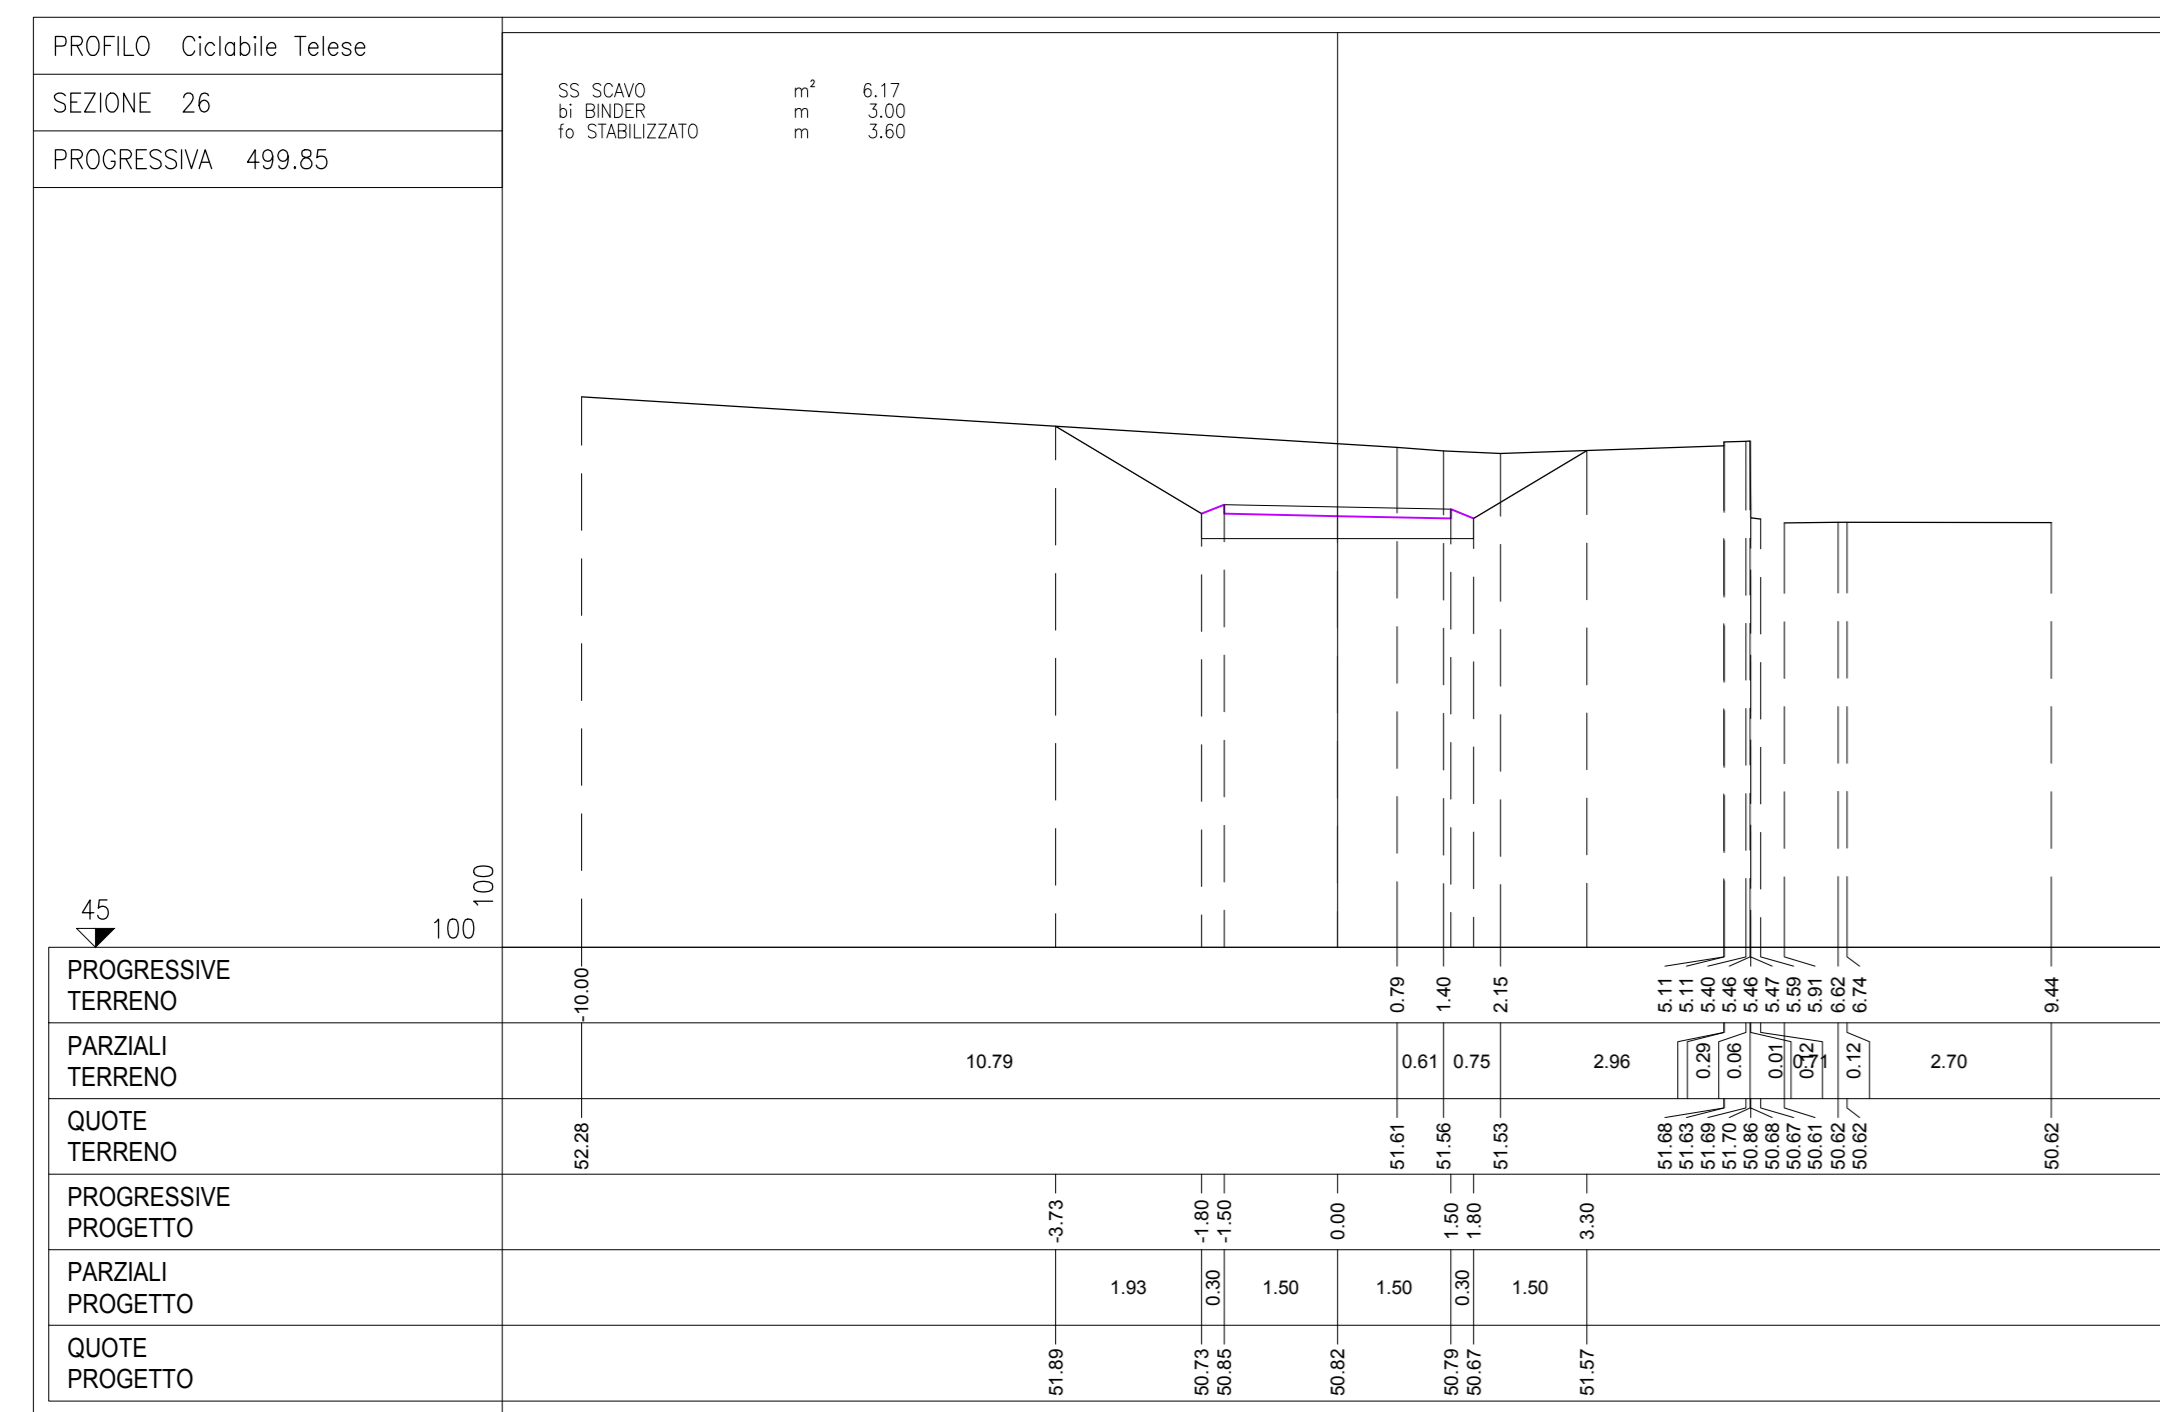 PROFILO Ciclabile Telese
SEZIONE 26
PROGRESSIVA 499.85
SS SCAVO m² 6.17
bi BINDER m 3.00
fo STABILIZZATO m 3.60
100
45
100
PROGRESSIVE
TERRENO
-10.00 0.79 1.40 2.15 5.11 5.11 5.40 5.46 5.46 5.47 5.59 5.91 6.62 6.74 9.44
PARZIALI
TERRENO
10.79 0.61 0.75 2.96 0.29 0.06 0.01 0.12 0.71 0.12 2.70
QUOTE
TERRENO
52.28 51.61 51.56 51.53 51.68 51.63 51.69 51.70 50.86 50.68 50.67 50.61 50.62 50.62 50.62
PROGRESSIVE
PROGETTO
-3.73 -1.80 -1.50 0.00 1.50 1.80 3.30
PARZIALI
PROGETTO
1.93 0.30 1.50 1.50 0.30 1.50
QUOTE
PROGETTO
51.89 50.73 50.85 50.82 50.79 50.67 51.57